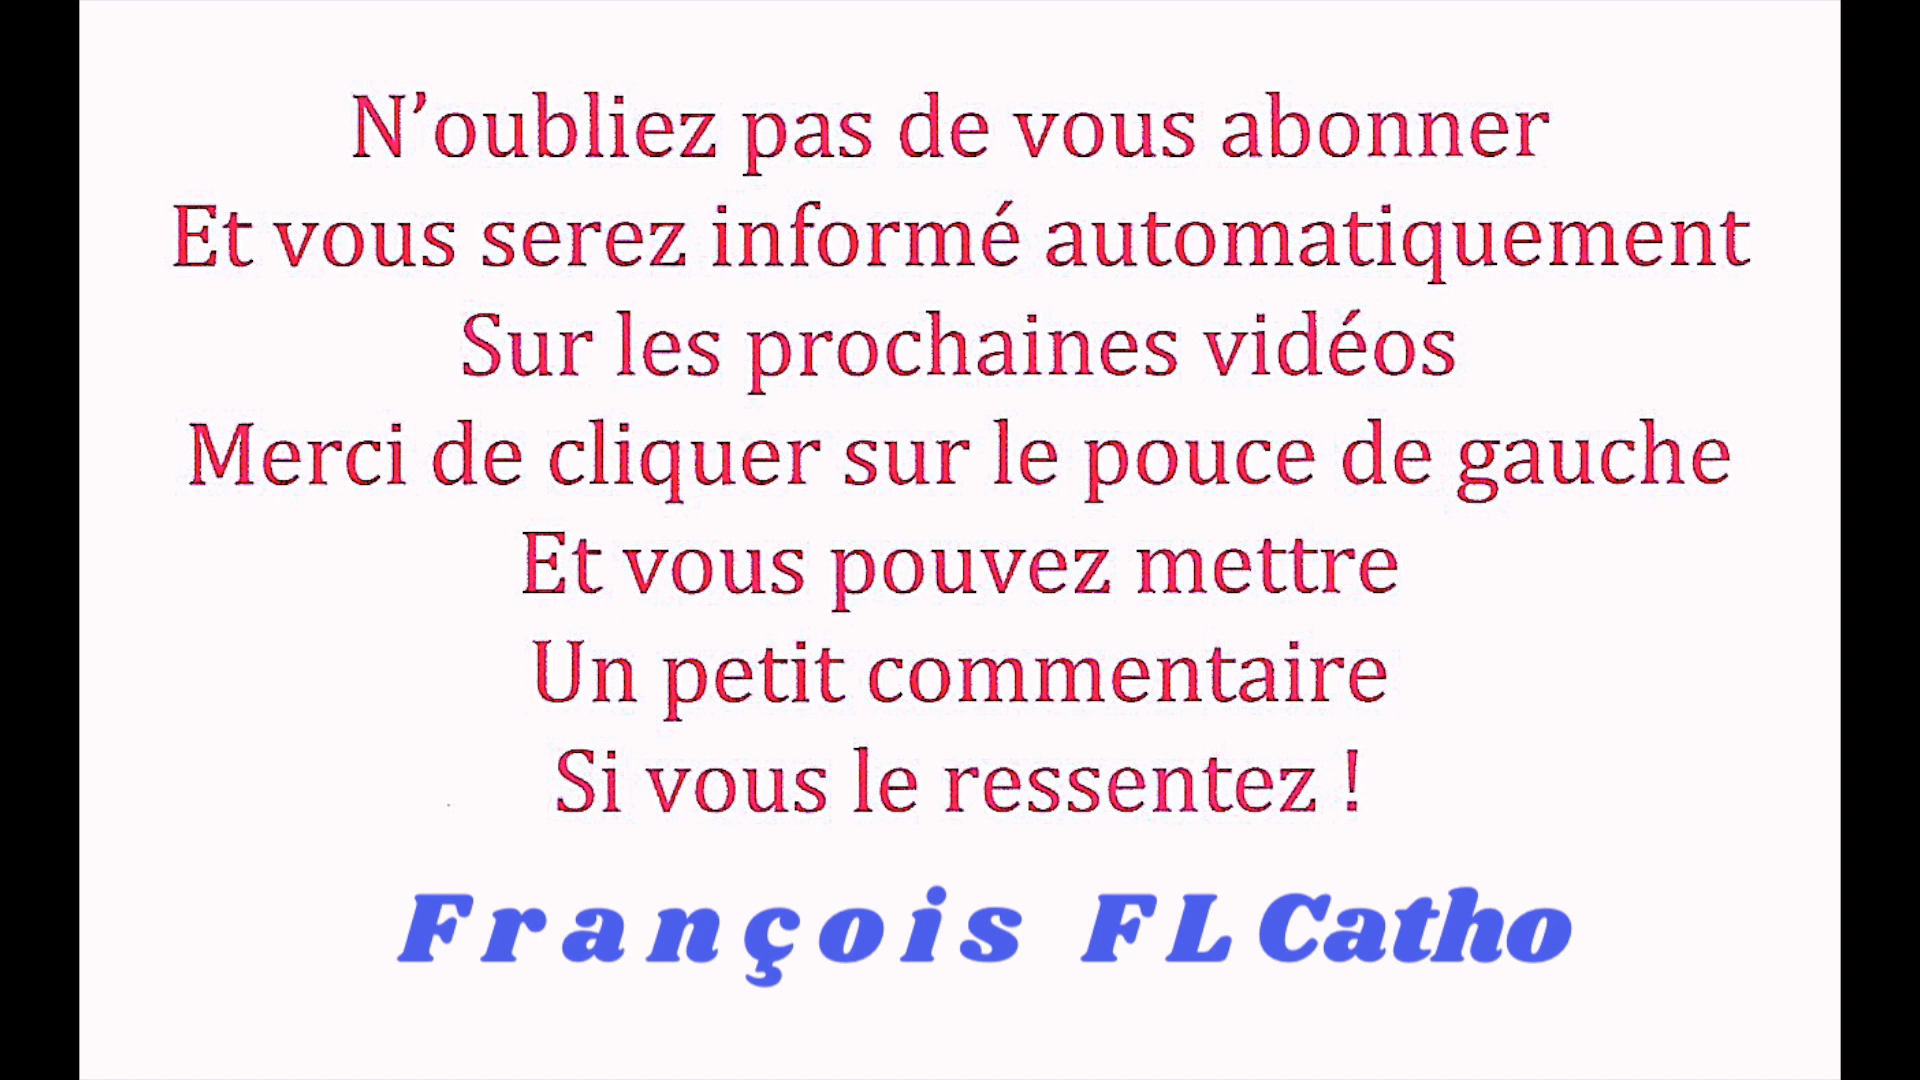 N’oubliez pas de vous abonner
Et vous serez informé automatiquement
Sur les prochaines vidéos
Merci de cliquer sur le pouce de gauche
Et vous pouvez mettre
Un petit commentaire
Si vous le ressentez !
François FLCatho